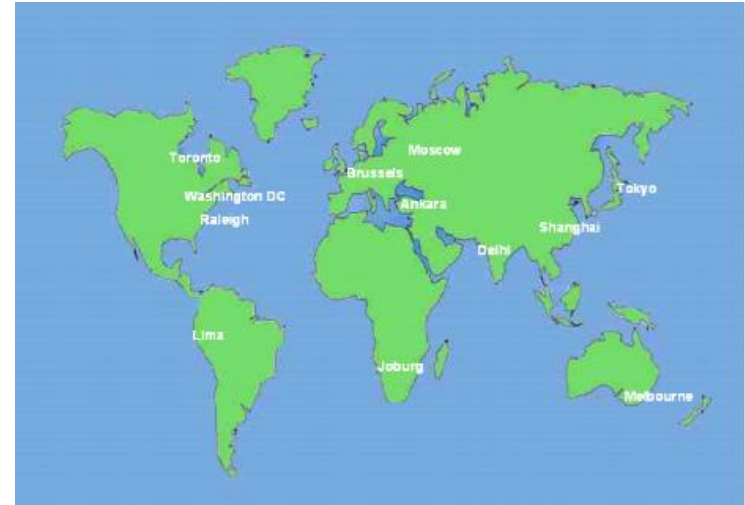 Moscow
Toronto
Brussels
Tokyo
Washington DC
Ankara
Raleigh
Shanghai
Delhi
Lima
Joburg
Melbourne